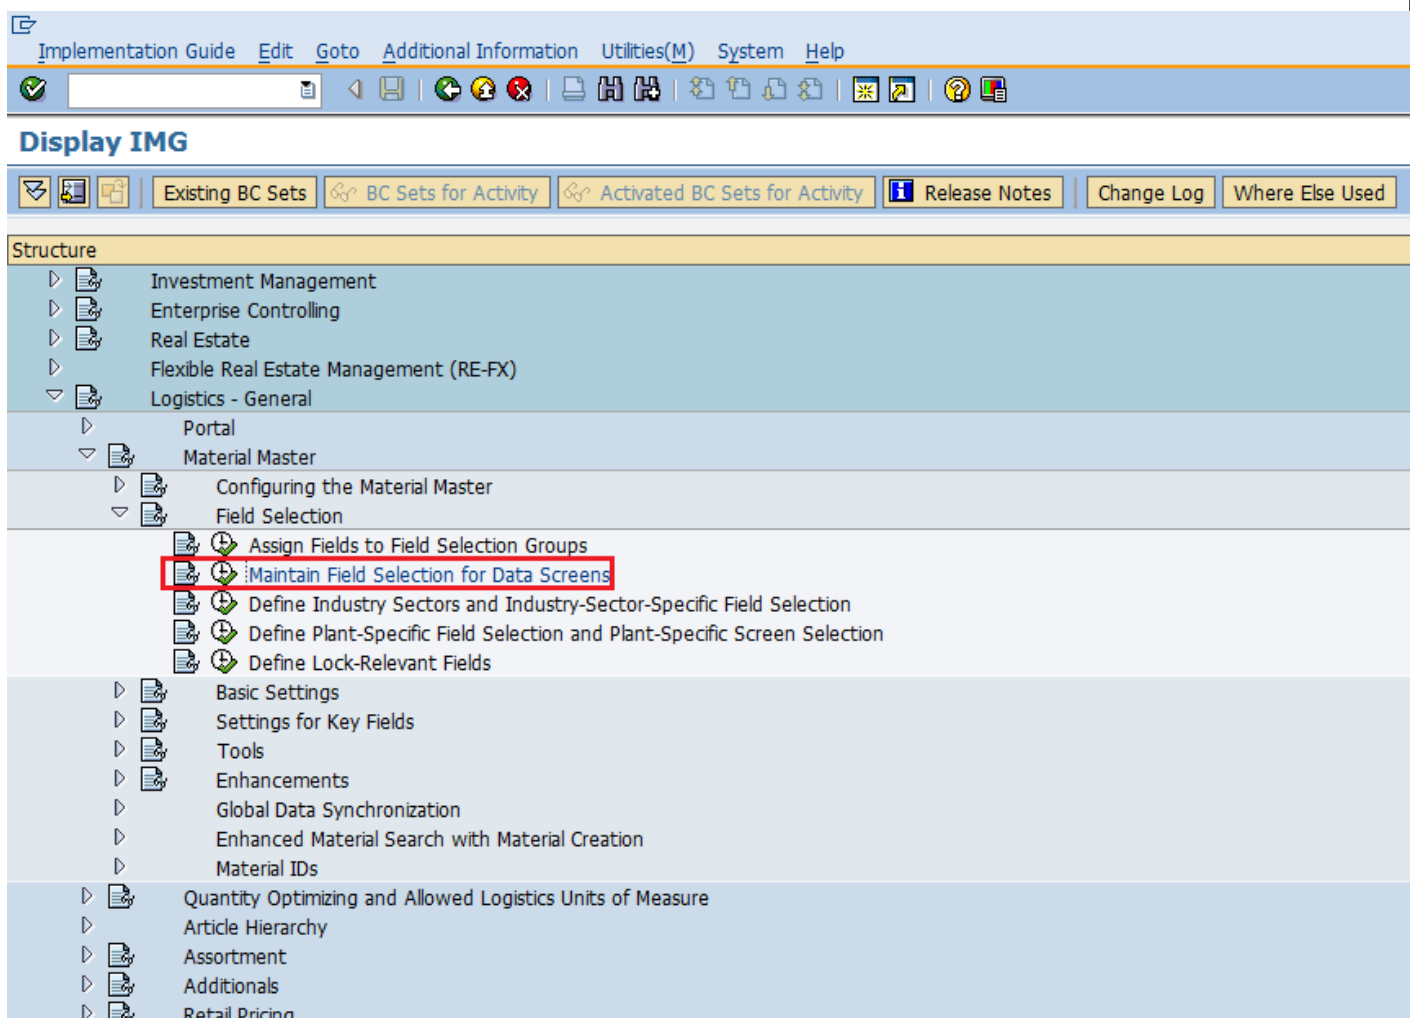 Implementation Guide Edit Goto Additional Information Utilities(M) System Help
Display IMG
Existing BC Sets BC Sets for Activity Activated BC Sets for Activity Release Notes Change Log Where Else Used
Structure
Investment Management
Enterprise Controlling
Real Estate
Flexible Real Estate Management (RE-FX)
Logistics - General
Portal
Material Master
Configuring the Material Master
Field Selection
Assign Fields to Field Selection Groups
Maintain Field Selection for Data Screens
Define Industry Sectors and Industry-Sector-Specific Field Selection
Define Plant-Specific Field Selection and Plant-Specific Screen Selection
Define Lock-Relevant Fields
Basic Settings
Settings for Key Fields
Tools
Enhancements
Global Data Synchronization
Enhanced Material Search with Material Creation
Material IDs
Quantity Optimizing and Allowed Logistics Units of Measure
Article Hierarchy
Assortment
Additionals
Retail Pricing